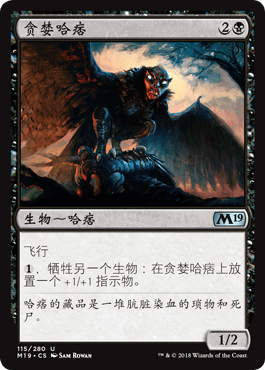 贪婪哈痞 2
生物～哈痞 M19
飞行
1，牺牲另一个生物：在贪婪哈痞上放
置一个 +1/+1 指示物。
哈痞的藏品是一堆肮脏染血的琐物和死
尸。
1/2
115/280 U
M19 • CS SAM ROWAN ™ & © 2018 Wizards of the Coast